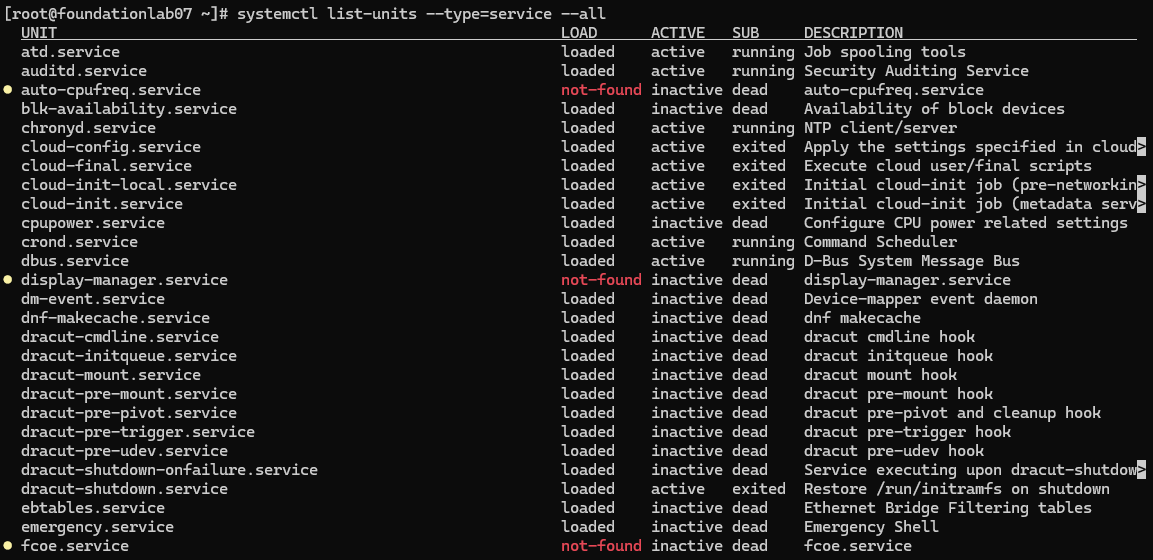 [root@foundationlab07 ~]# systemctl list-units --type=service --all
  UNIT                                                        LOAD      ACTIVE   SUB     DESCRIPTION
  atd.service                                                 loaded    active   running Job spooling tools
  auditd.service                                              loaded    active   running Security Auditing Service
● auto-cpufreq.service                                        not-found inactive dead    auto-cpufreq.service
  blk-availability.service                                    loaded    inactive dead    Availability of block devices
  chronyd.service                                             loaded    active   running NTP client/server
  cloud-config.service                                        loaded    active   exited  Apply the settings specified in cloud>
  cloud-final.service                                         loaded    active   exited  Execute cloud user/final scripts
  cloud-init-local.service                                    loaded    active   exited  Initial cloud-init job (pre-networkin>
  cloud-init.service                                          loaded    active   exited  Initial cloud-init job (metadata serv>
  cpupower.service                                            loaded    inactive dead    Configure CPU power related settings
  crond.service                                               loaded    active   running Command Scheduler
  dbus.service                                                loaded    active   running D-Bus System Message Bus
● display-manager.service                                     not-found inactive dead    display-manager.service
  dm-event.service                                            loaded    inactive dead    Device-mapper event daemon
  dnf-makecache.service                                       loaded    inactive dead    dnf makecache
  dracut-cmdline.service                                      loaded    inactive dead    dracut cmdline hook
  dracut-initqueue.service                                    loaded    inactive dead    dracut initqueue hook
  dracut-mount.service                                        loaded    inactive dead    dracut mount hook
  dracut-pre-mount.service                                    loaded    inactive dead    dracut pre-mount hook
  dracut-pre-pivot.service                                    loaded    inactive dead    dracut pre-pivot and cleanup hook
  dracut-pre-trigger.service                                  loaded    inactive dead    dracut pre-trigger hook
  dracut-pre-udev.service                                     loaded    inactive dead    dracut pre-udev hook
  dracut-shutdown-onfailure.service                           loaded    inactive dead    Service executing upon dracut-shutdow>
  dracut-shutdown.service                                     loaded    active   exited  Restore /run/initramfs on shutdown
  ebtables.service                                            loaded    inactive dead    Ethernet Bridge Filtering tables
  emergency.service                                           loaded    inactive dead    Emergency Shell
● fcoe.service                                                not-found inactive dead    fcoe.service